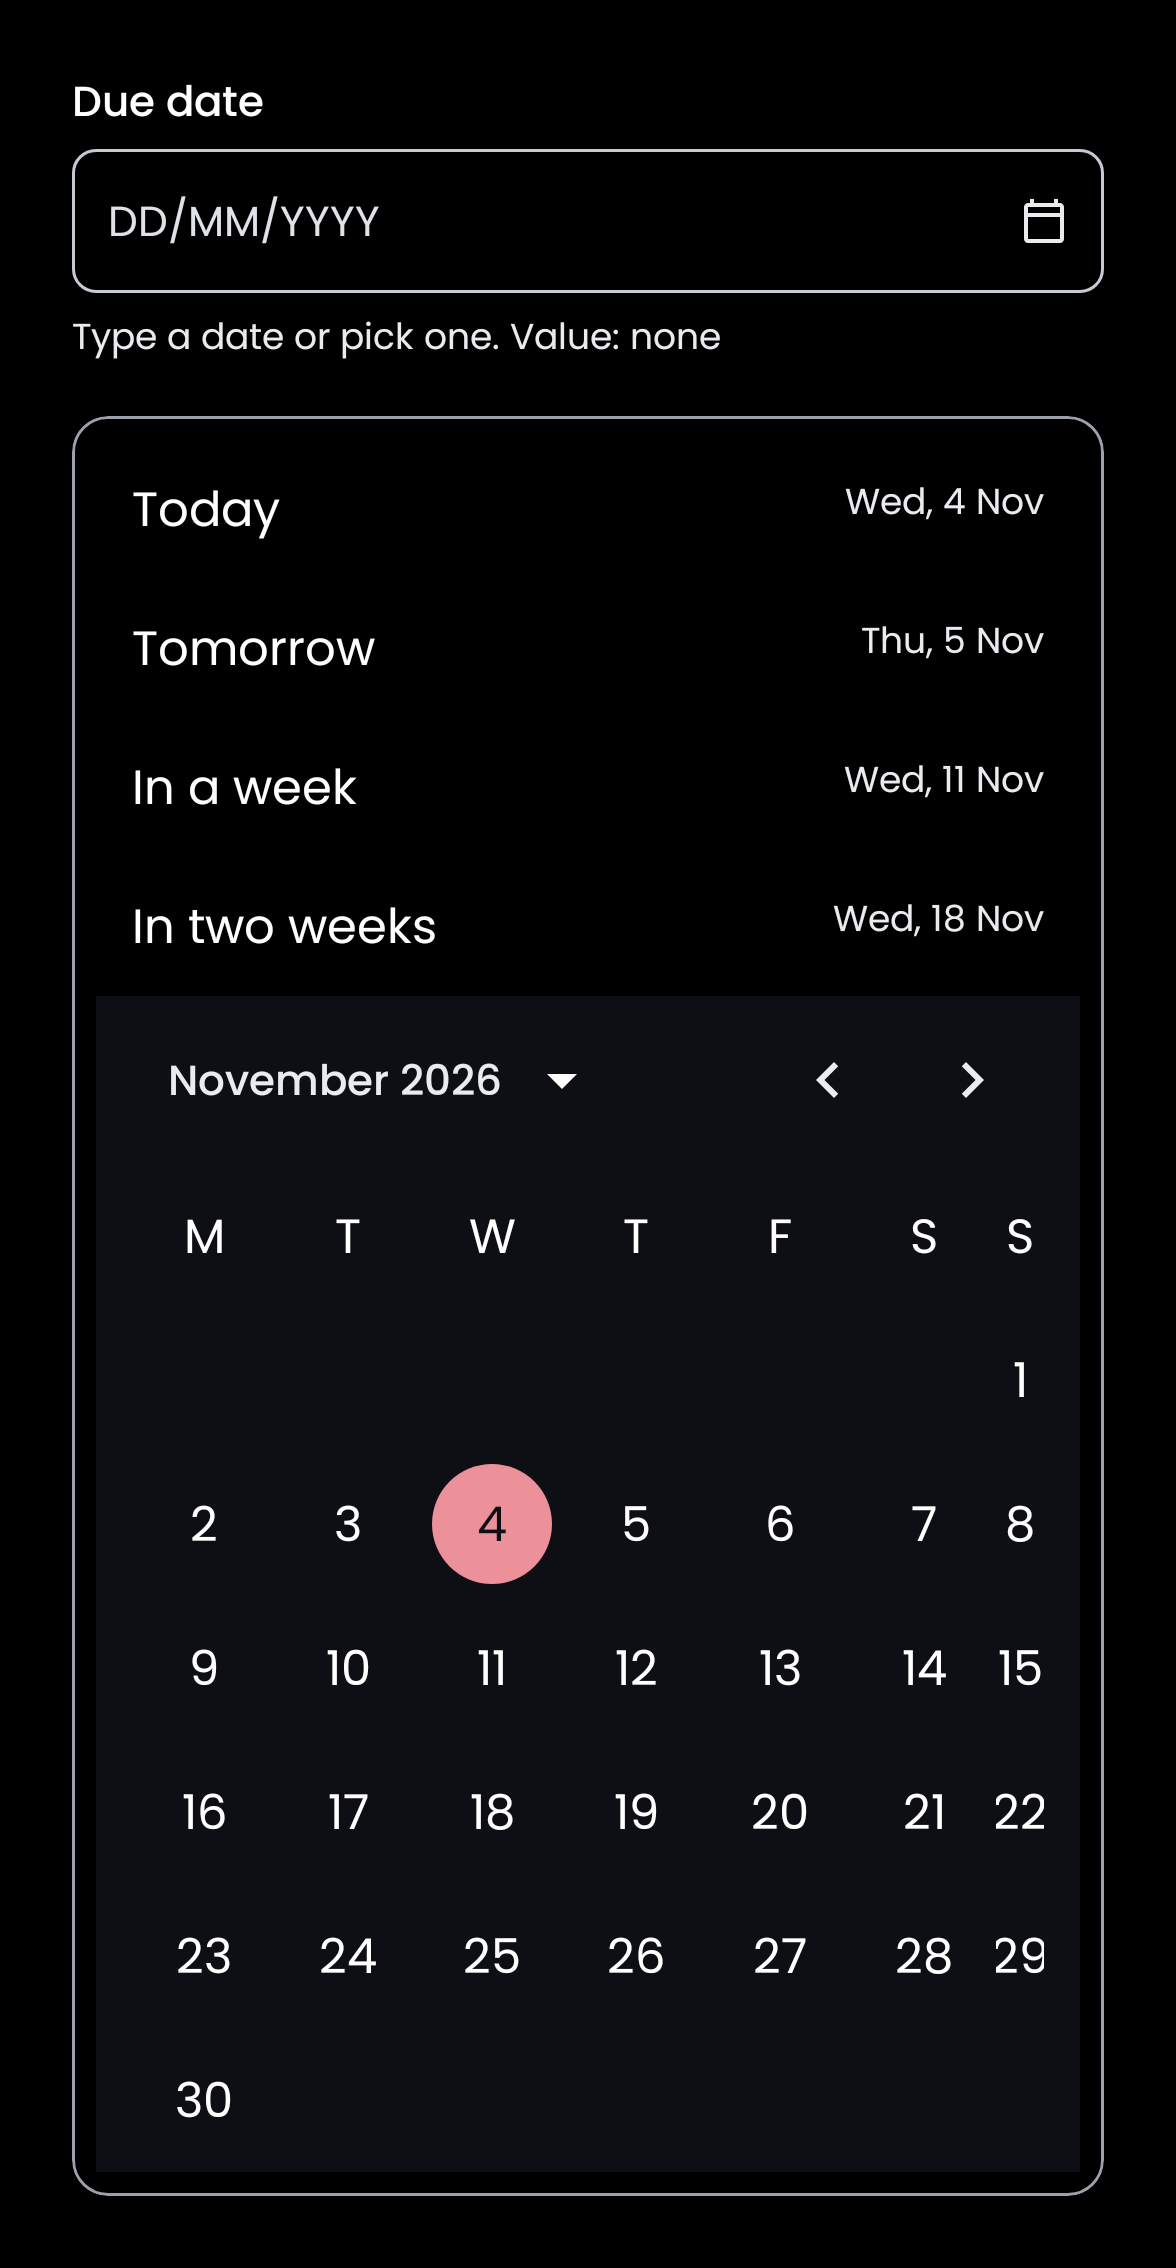 Due date
DD/MM/YYYY
Type a date or pick one. Value: none
Today Wed, 4 Nov
Tomorrow Thu, 5 Nov
In a week Wed, 11 Nov
In two weeks Wed, 18 Nov
November 2026
M T W T F S S
1
2 3 4 5 6 7 8
9 10 11 12 13 14 15
16 17 18 19 20 21 22
23 24 25 26 27 28 29
30